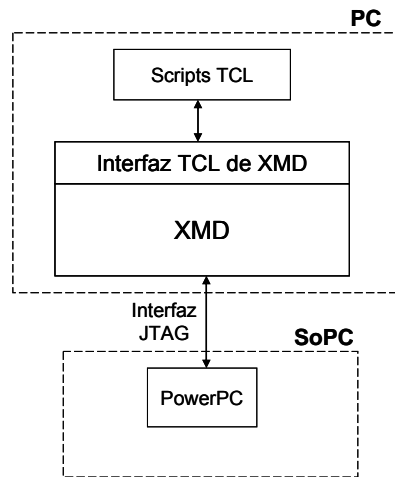 PC
Scripts TCL
Interfaz TCL de XMD
XMD
Interfaz
JTAG
SoPC
PowerPC